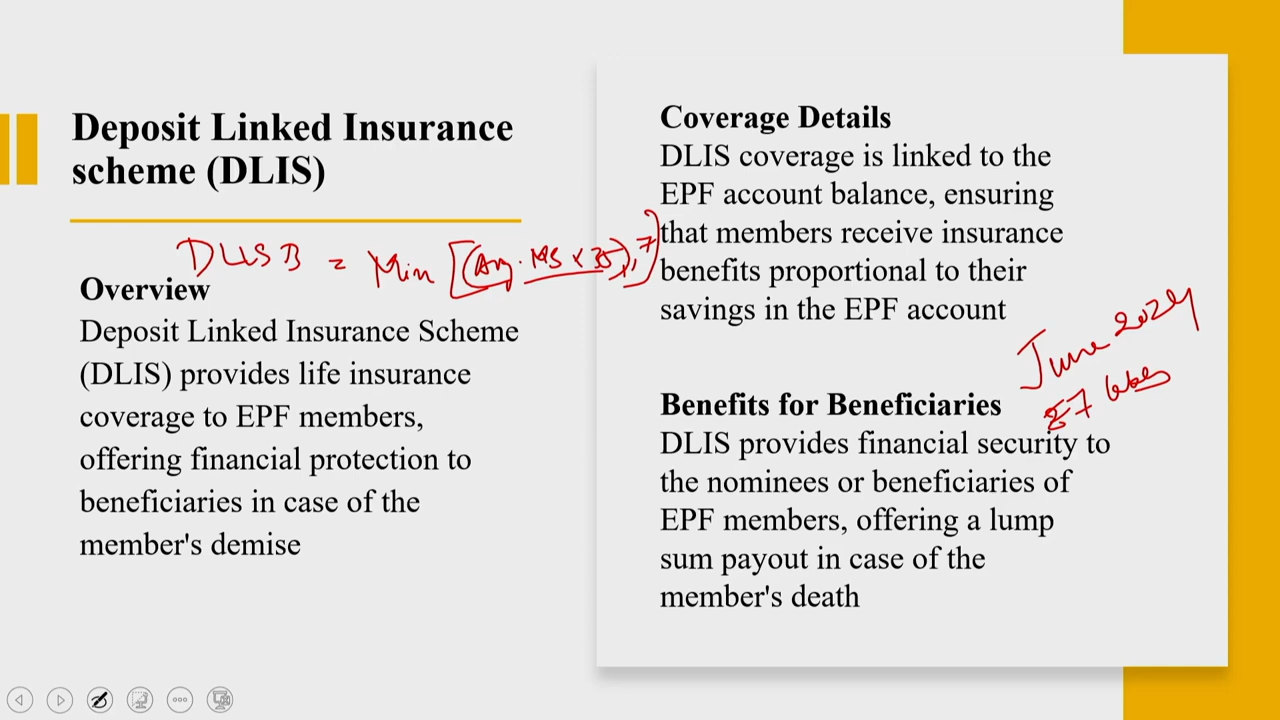 Deposit Linked Insurance
scheme (DLIS)
DLISB = Min [(Avg. MS x 35), 7]
Overview
Deposit Linked Insurance Scheme
(DLIS) provides life insurance
coverage to EPF members,
offering financial protection to
beneficiaries in case of the
member's demise
Coverage Details
DLIS coverage is linked to the
EPF account balance, ensuring
that members receive insurance
benefits proportional to their
savings in the EPF account
June 2024
₹7 lakhs
Benefits for Beneficiaries
DLIS provides financial security to
the nominees or beneficiaries of
EPF members, offering a lump
sum payout in case of the
member's death